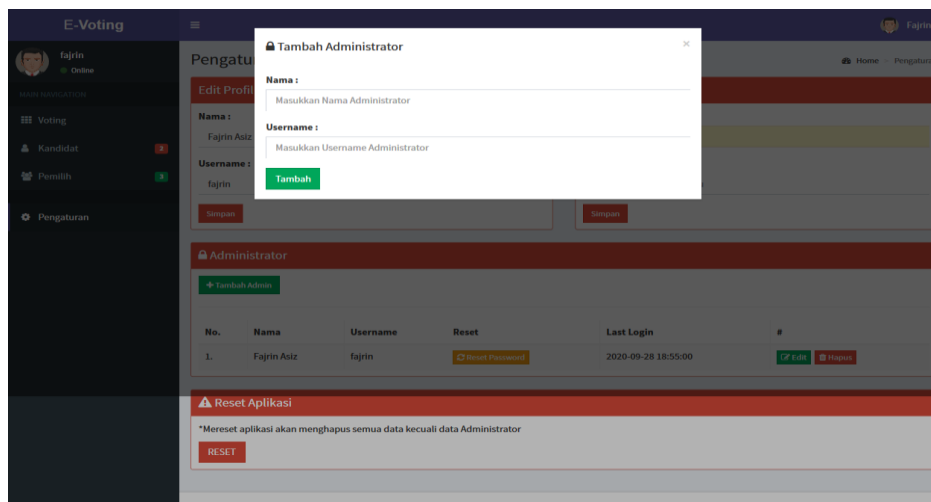 E-Voting
Fajrin
fajrin
Online
MAIN NAVIGATION
Voting
Kandidat 2
Pemilih 3
Pengaturan
Pengatu
Home - Pengatura
Tambah Administrator ×
Nama :
Masukkan Nama Administrator
Username :
Masukkan Username Administrator
Tambah
Edit Profil
Nama :
Fajrin Asiz
Username :
fajrin
Simpan
Simpan
Administrator
Tambah Admin
No. Nama Username Reset Last Login #
1. Fajrin Asiz fajrin Reset Password 2020-09-28 18:55:00 Edit Hapus
Reset Aplikasi
*Mereset aplikasi akan menghapus semua data kecuali data Administrator
RESET